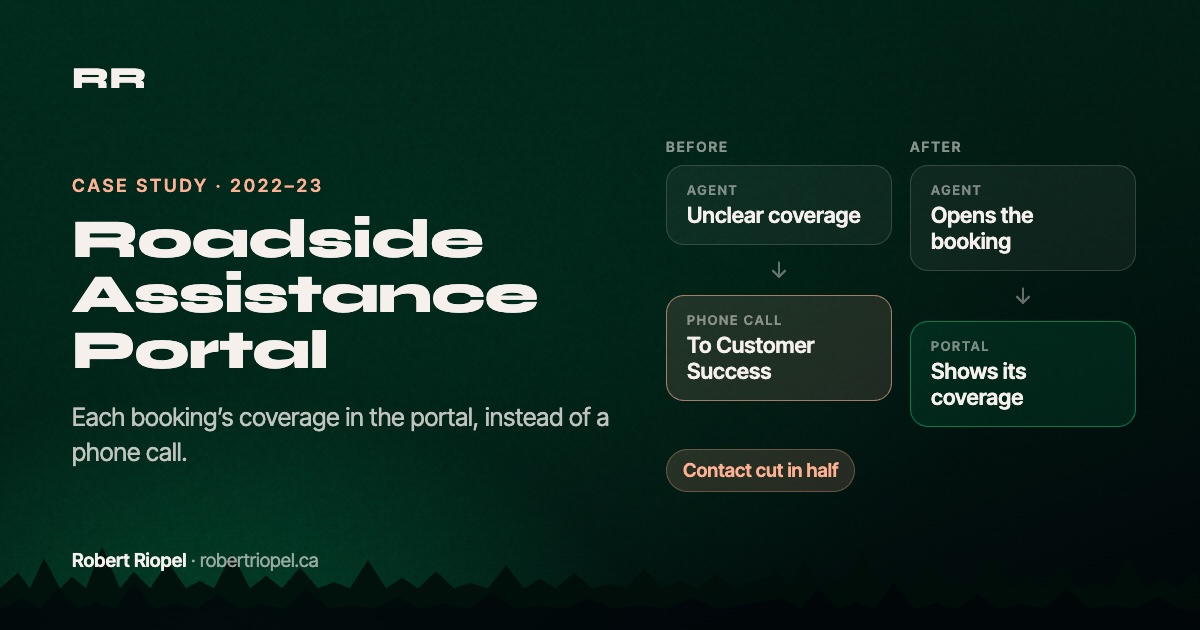 RR
CASE STUDY · 2022–23
Roadside
Assistance
Portal
Each booking’s coverage in the portal, instead of a
phone call.
Robert Riopel · robertriopel.ca
BEFORE
AGENT
Unclear coverage
↓
PHONE CALL
To Customer
Success
Contact cut in half
AFTER
AGENT
Opens the
booking
↓
PORTAL
Shows its
coverage